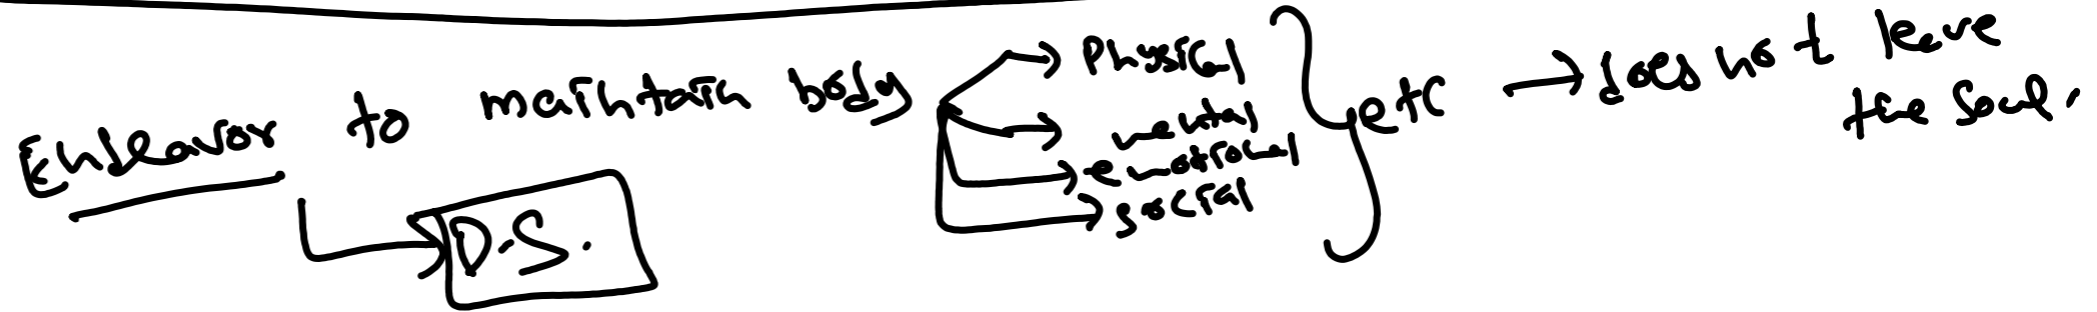 Endeavor to maintain body → Physical
→ mental
→ emotional
→ social
etc → does not leave
the soul.
→ D.S.